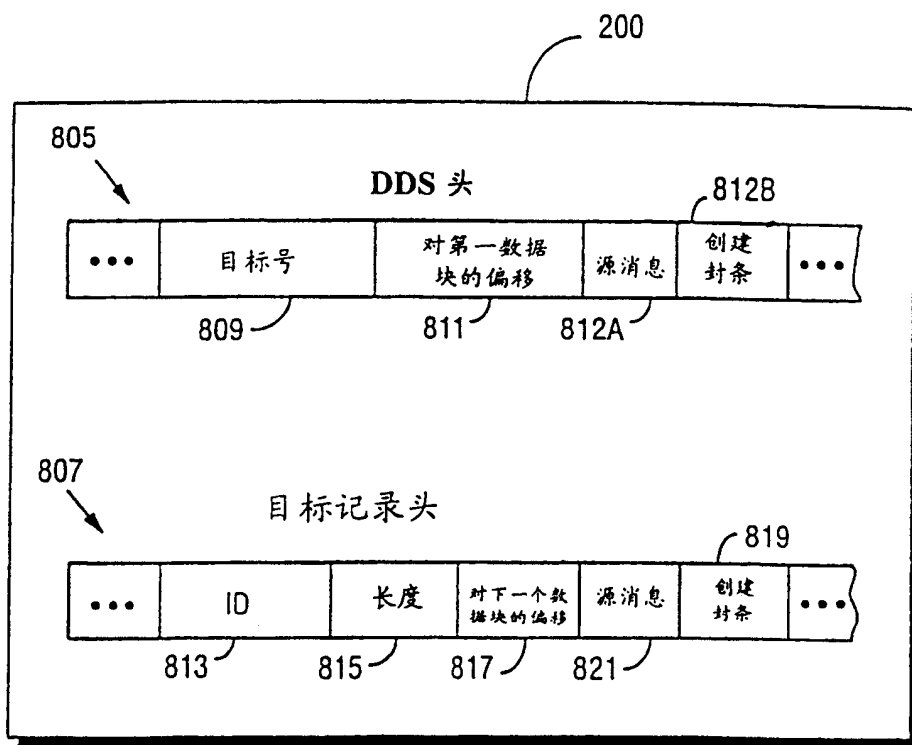 200
805
DDS 头
812B
••• 目标号 对第一数据块的偏移 源消息 创建封条 •••
809 811 812A
807
目标记录头
819
••• ID 长度 对下一个数据块的偏移 源消息 创建封条 •••
813 815 817 821